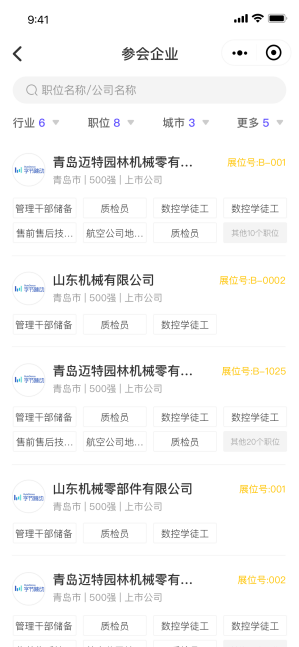 9:41
参会企业
职位名称/公司名称
行业 6 职位 8 城市 3 更多 5
青岛迈特园林机械零有... 展位号:B-001
字节跳动
青岛市 | 500强 | 上市公司
管理干部储备 质检员 数控学徒工 数控学徒工
售前售后技... 航空公司地... 质检员 其他10个职位
山东机械有限公司 展位号:B-0002
字节跳动
青岛市 | 500强 | 上市公司
管理干部储备 质检员 数控学徒工
青岛迈特园林机械零有... 展位号:B-1025
字节跳动
青岛市 | 500强 | 上市公司
管理干部储备 质检员 数控学徒工 数控学徒工
售前售后技... 航空公司地... 质检员 其他20个职位
山东机械零部件有限公司 展位号:001
字节跳动
青岛市 | 500强 | 上市公司
管理干部储备 质检员 数控学徒工
青岛迈特园林机械零有... 展位号:002
字节跳动
青岛市 | 500强 | 上市公司
管理干部储备 质检员 数控学徒工 数控学徒工